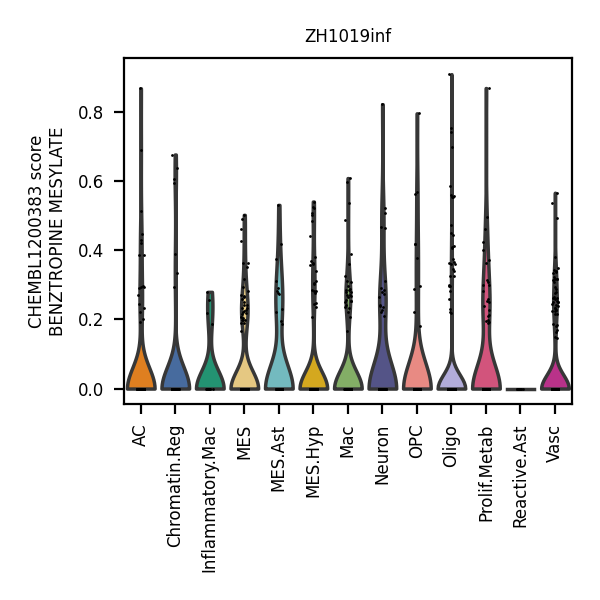 ZH1019inf
CHEMBL1200383 score
BENZTROPINE MESYLATE
0.8
0.6
0.4
0.2
0.0
AC
Chromatin.Reg
Inflammatory.Mac
MES
MES.Ast
MES.Hyp
Mac
Neuron
OPC
Oligo
Prolif.Metab
Reactive.Ast
Vasc